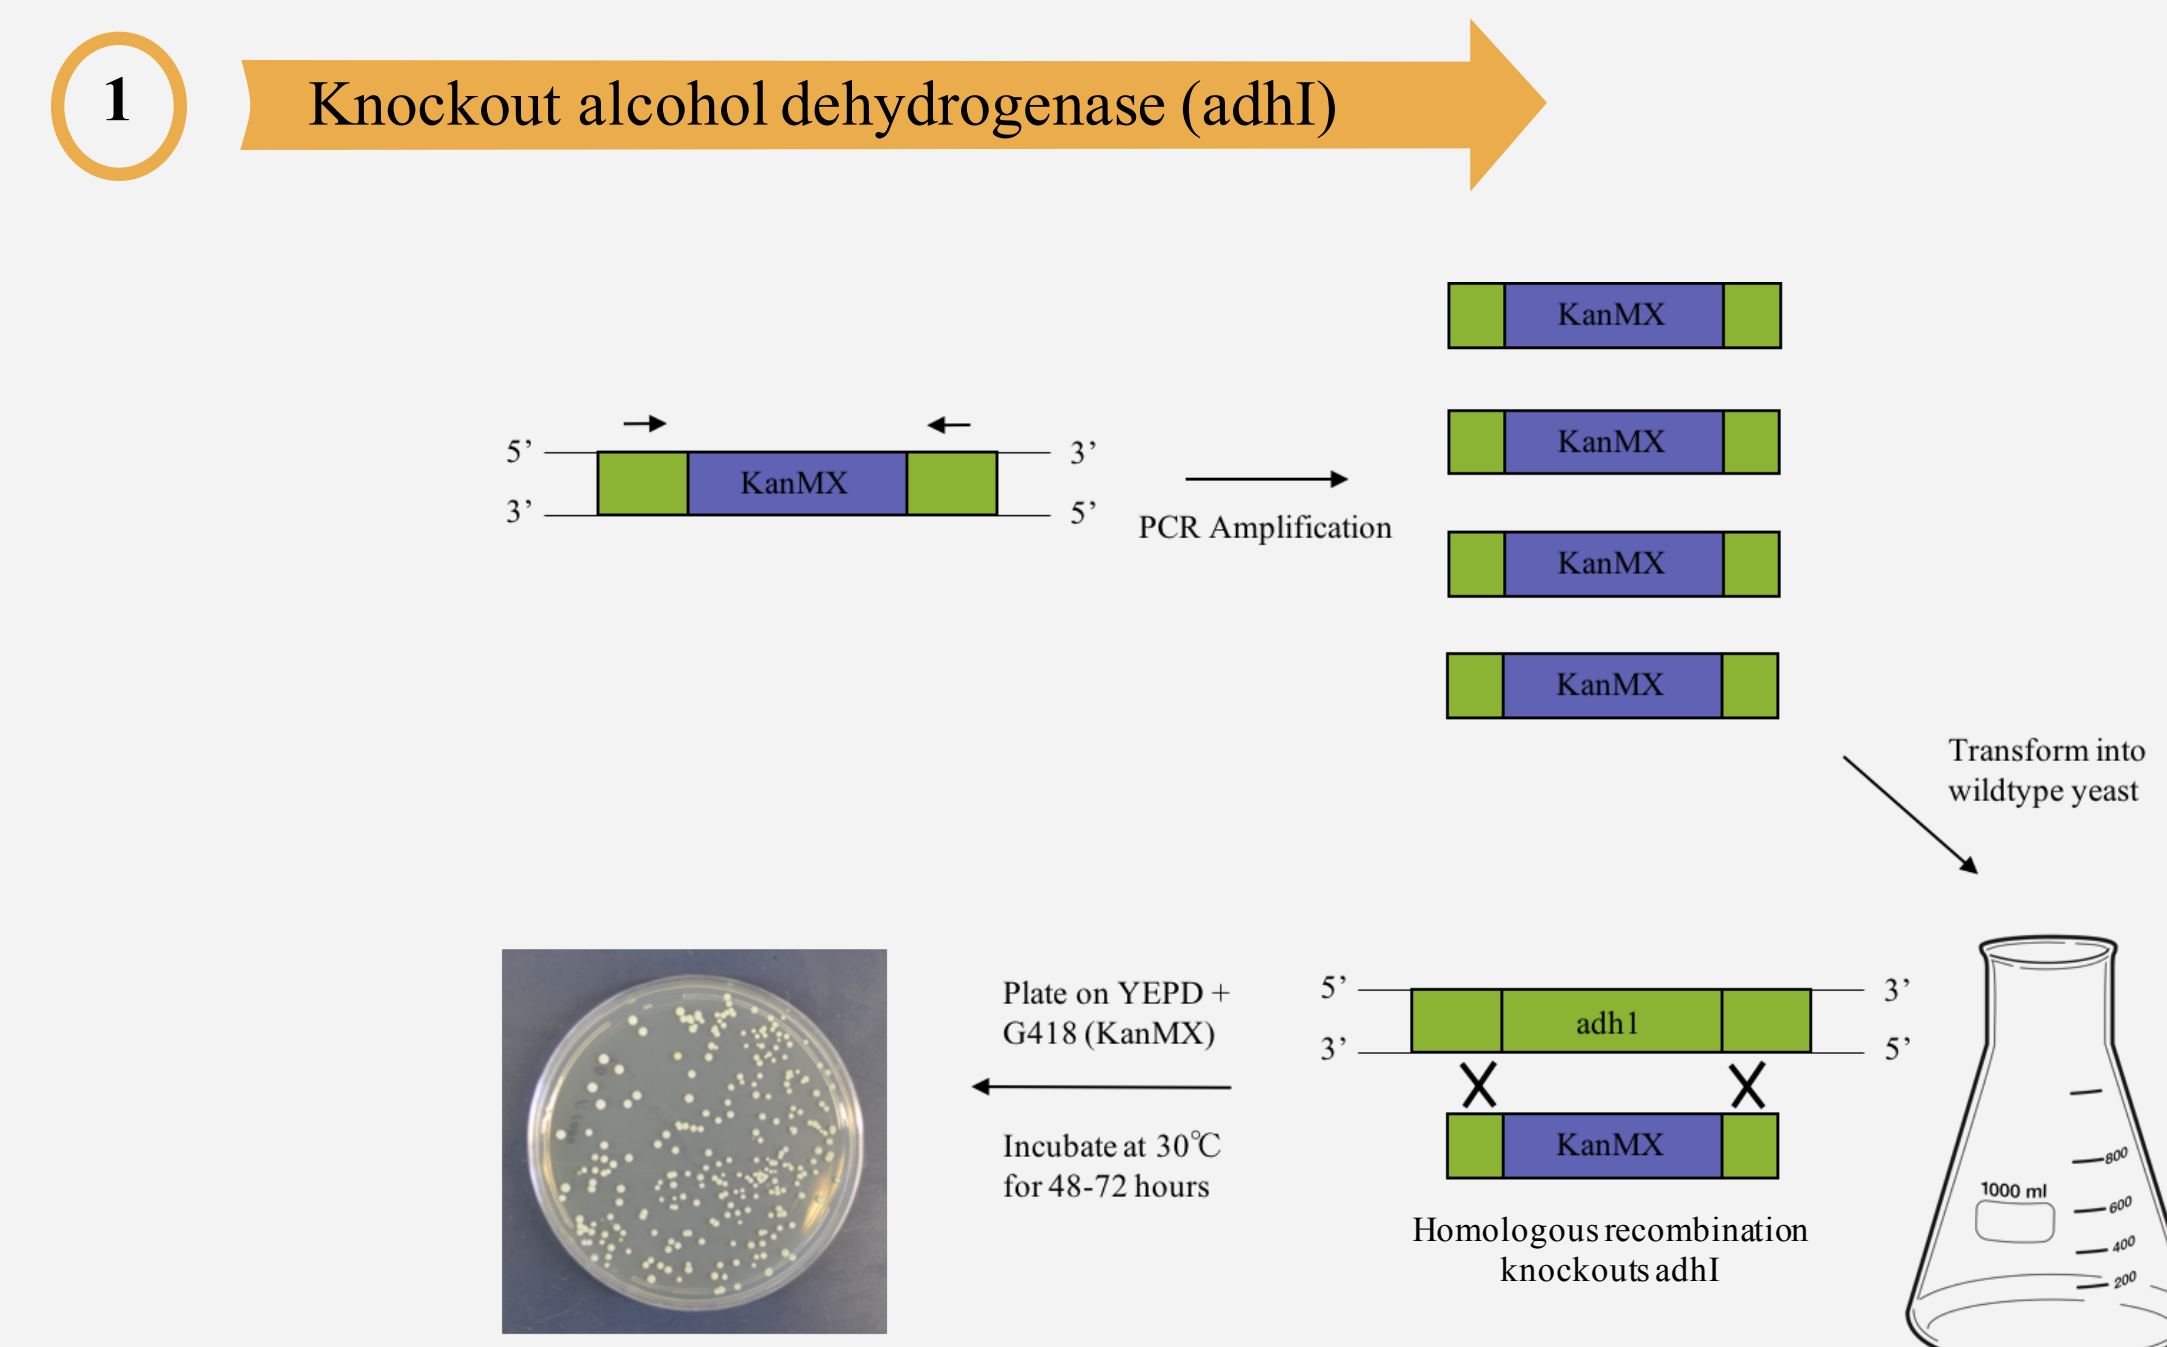 1
Knockout alcohol dehydrogenase (adhI)
KanMX
KanMX
KanMX
KanMX
5’
3’
KanMX
3’
5’
PCR Amplification
Transform into
wildtype yeast
Plate on YEPD +
G418 (KanMX)
Incubate at 30℃
for 48-72 hours
5’
3’
adh1
3’
5’
KanMX
Homologous recombination
knockouts adhI
1000 ml
800
600
400
200